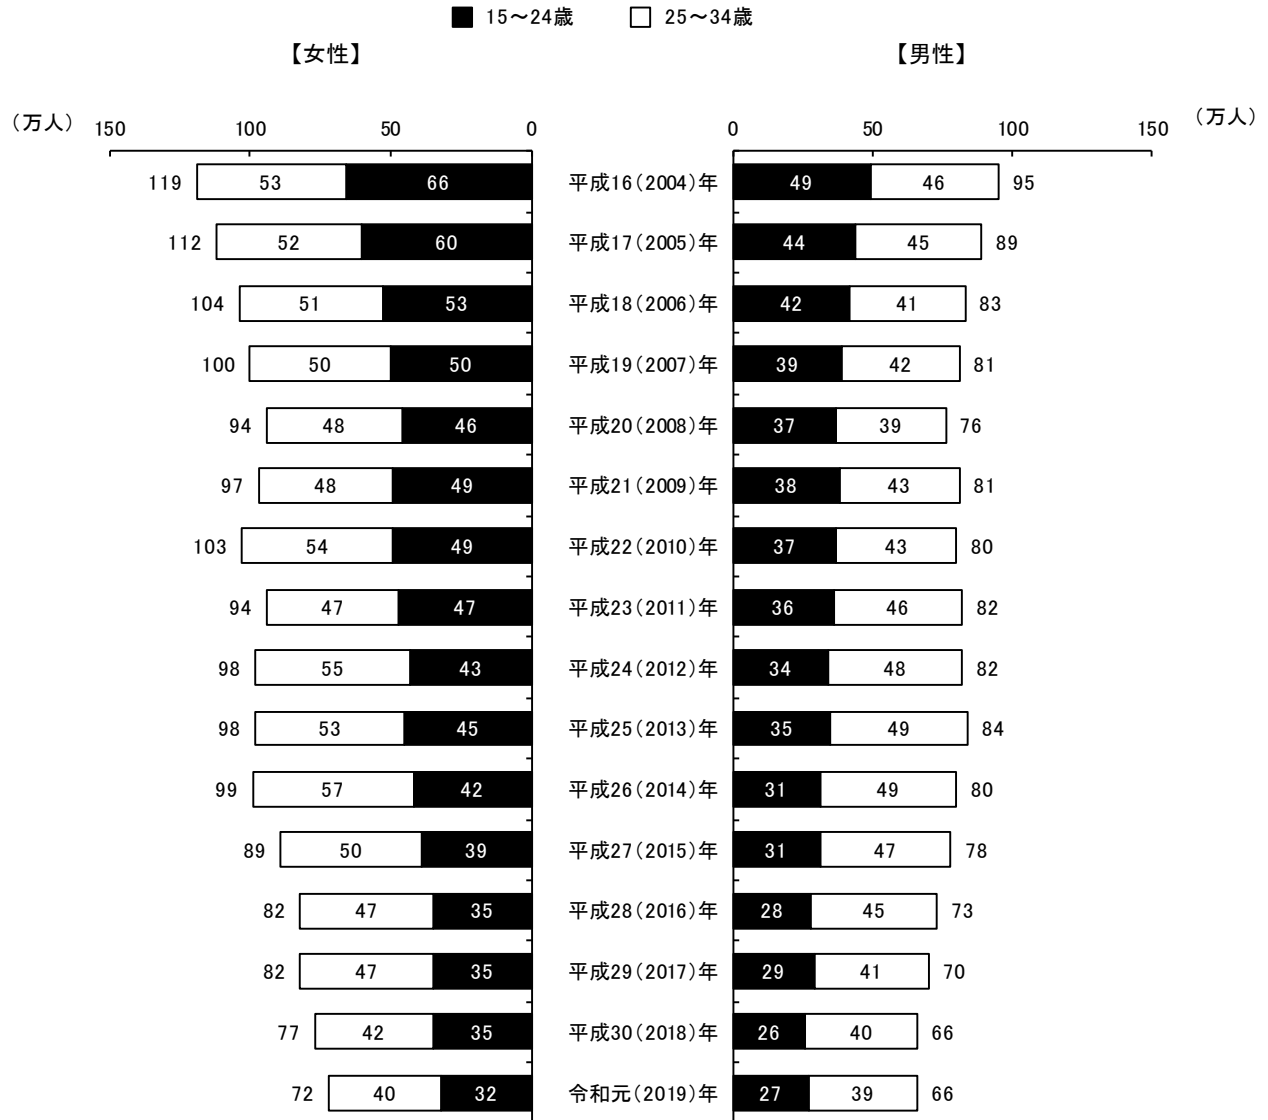 15～24歳 25～34歳
【女性】 【男性】
（万人） 150 100 50 0 0 50 100 150 （万人）
119 53 66 平成16（2004）年 49 46 95
112 52 60 平成17（2005）年 44 45 89
104 51 53 平成18（2006）年 42 41 83
100 50 50 平成19（2007）年 39 42 81
94 48 46 平成20（2008）年 37 39 76
97 48 49 平成21（2009）年 38 43 81
103 54 49 平成22（2010）年 37 43 80
94 47 47 平成23（2011）年 36 46 82
98 55 43 平成24（2012）年 34 48 82
98 53 45 平成25（2013）年 35 49 84
99 57 42 平成26（2014）年 31 49 80
89 50 39 平成27（2015）年 31 47 78
82 47 35 平成28（2016）年 28 45 73
82 47 35 平成29（2017）年 29 41 70
77 42 35 平成30（2018）年 26 40 66
72 40 32 令和元（2019）年 27 39 66